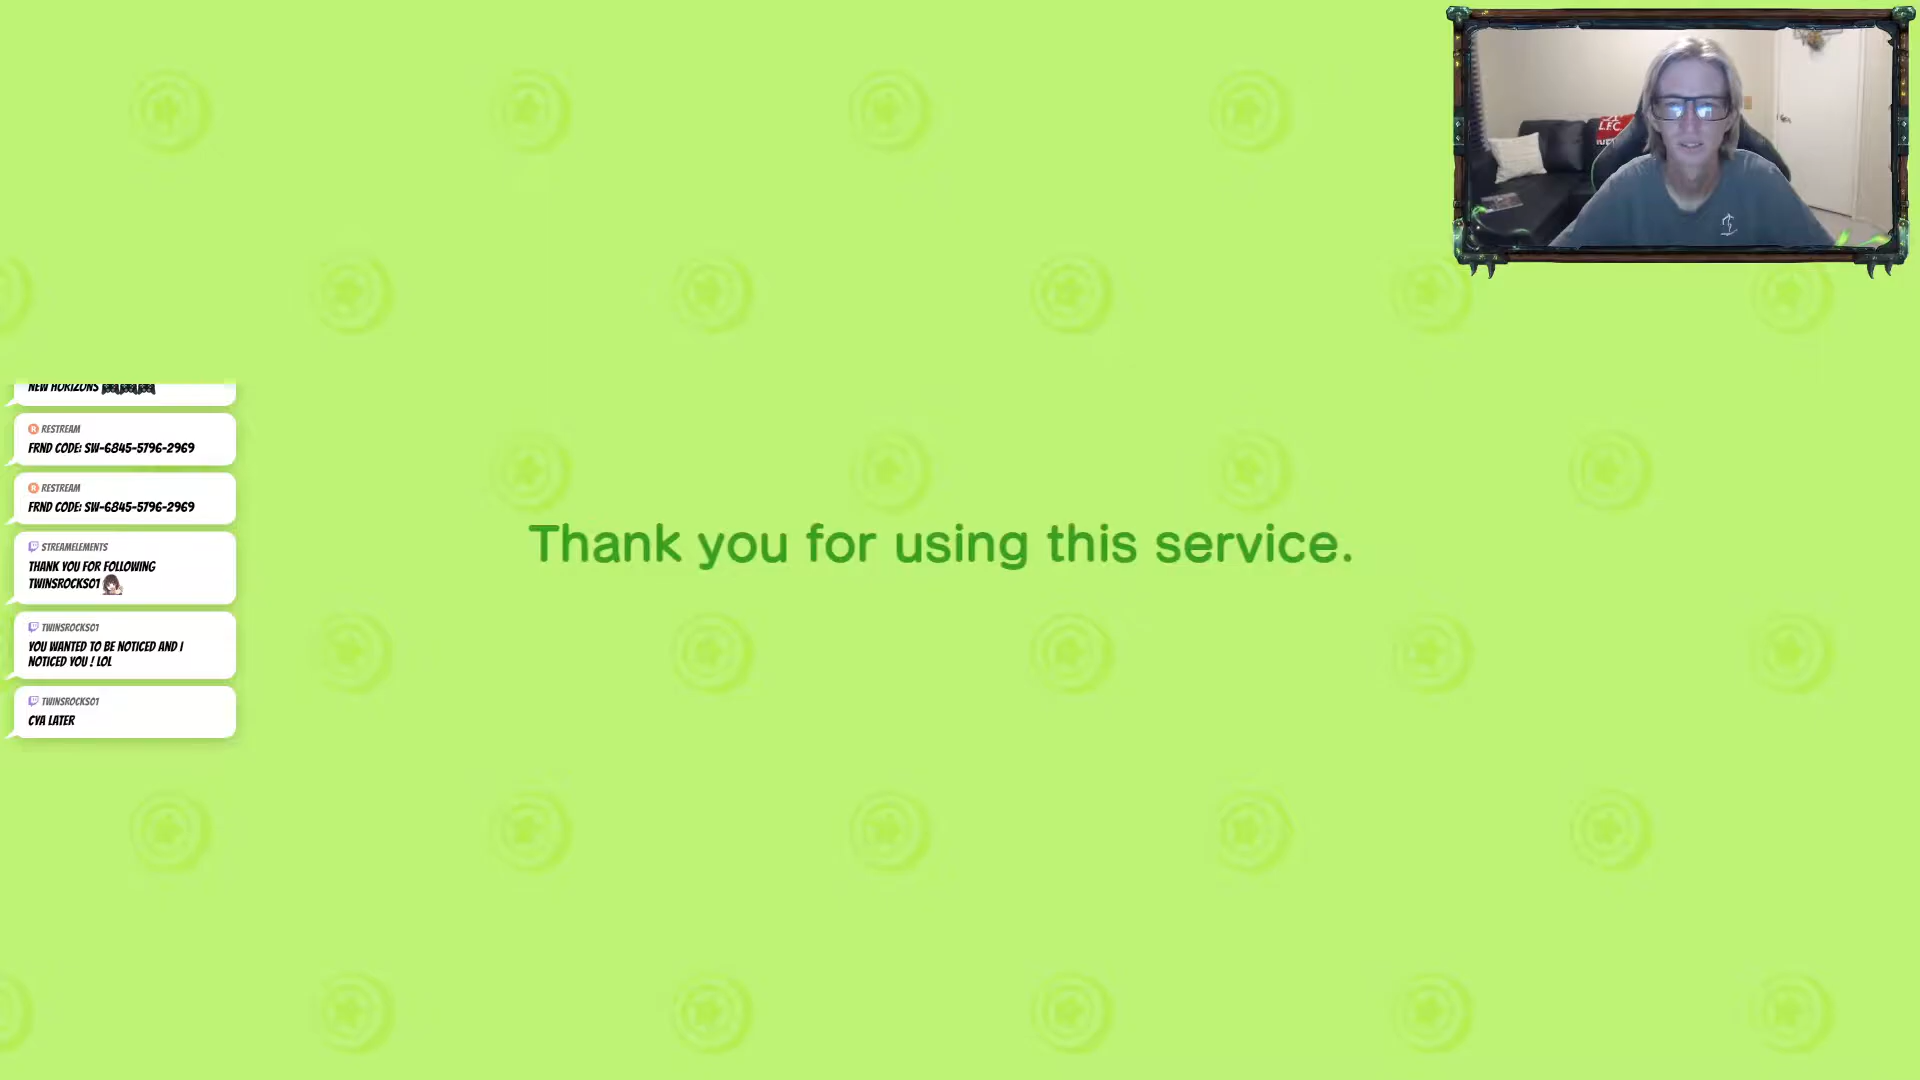 NEW HORIZONS
RESTREAM
FRND CODE: SW-6845-5796-2969
RESTREAM
FRND CODE: SW-6845-5796-2969
STREAMELEMENTS
THANK YOU FOR FOLLOWING
TWINSROCKS01
TWINSROCKS01
YOU WANTED TO BE NOTICED AND I
NOTICED YOU ! LOL
TWINSROCKS01
CYA LATER
Thank you for using this service.
L.F.C.